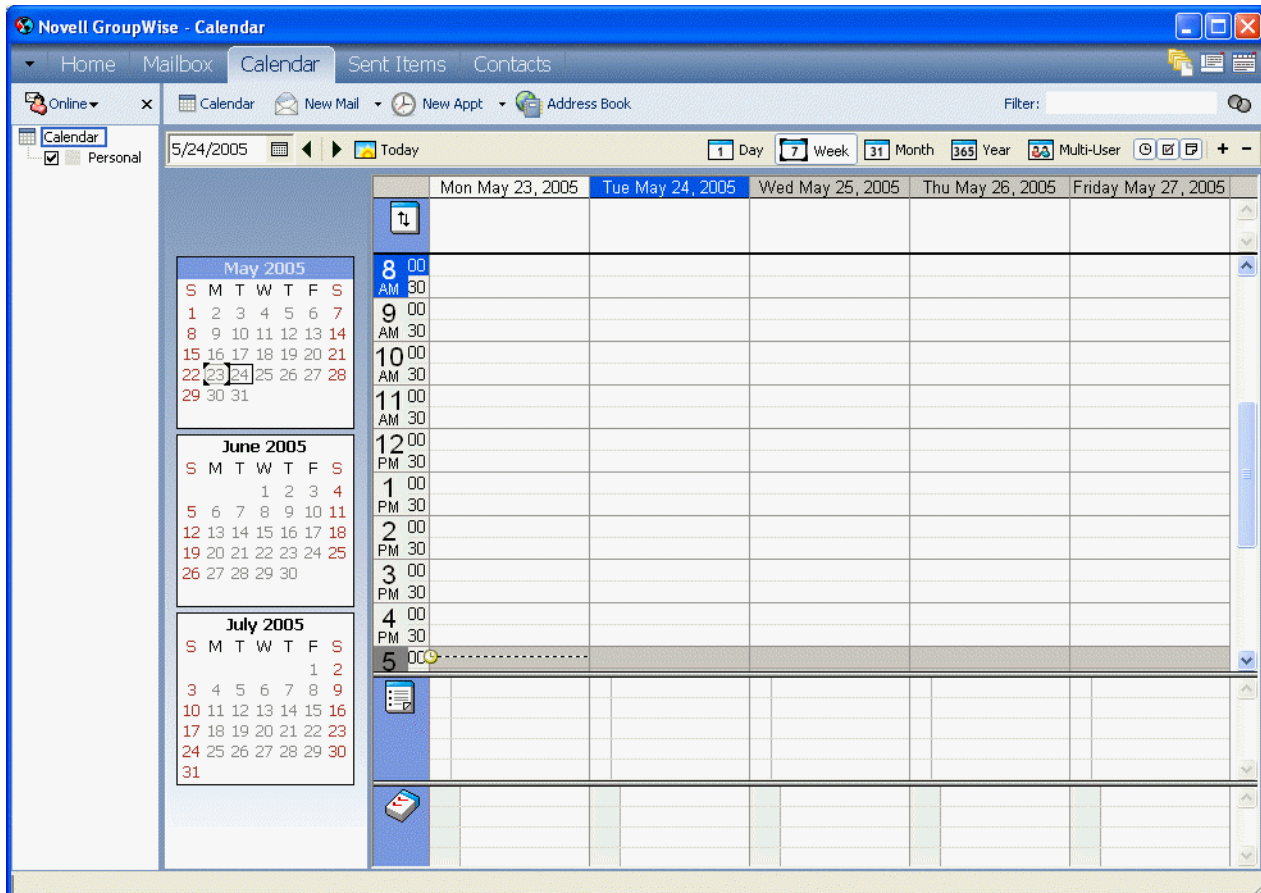 Novell GroupWise - Calendar
Home Mailbox Calendar Sent Items Contacts
Online Calendar New Mail New Appt Address Book Filter:
Calendar
Personal
5/24/2005 Today 1 Day 7 Week 31 Month 365 Year Multi-User
Mon May 23, 2005 Tue May 24, 2005 Wed May 25, 2005 Thu May 26, 2005 Friday May 27, 2005
May 2005
S M T W T F S
1 2 3 4 5 6 7
8 9 10 11 12 13 14
15 16 17 18 19 20 21
22 23 24 25 26 27 28
29 30 31
June 2005
S M T W T F S
1 2 3 4
5 6 7 8 9 10 11
12 13 14 15 16 17 18
19 20 21 22 23 24 25
26 27 28 29 30
July 2005
S M T W T F S
1 2
3 4 5 6 7 8 9
10 11 12 13 14 15 16
17 18 19 20 21 22 23
24 25 26 27 28 29 30
31
8 00
AM 30
9 00
AM 30
10 00
AM 30
11 00
AM 30
12 00
PM 30
1 00
PM 30
2 00
PM 30
3 00
PM 30
4 00
PM 30
5 00